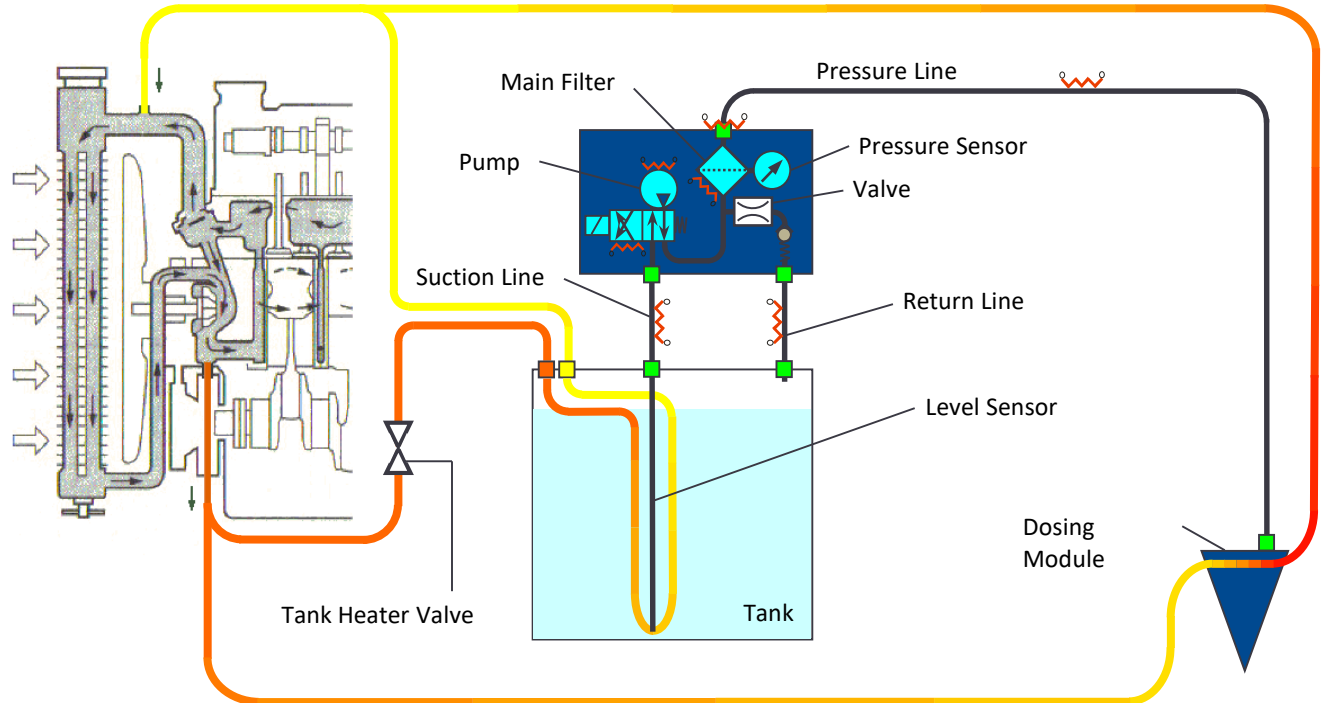 Pressure Line
Main Filter
Pressure Sensor
Pump
Valve
Suction Line
Return Line
Level Sensor
Dosing
Module
Tank Heater Valve
Tank